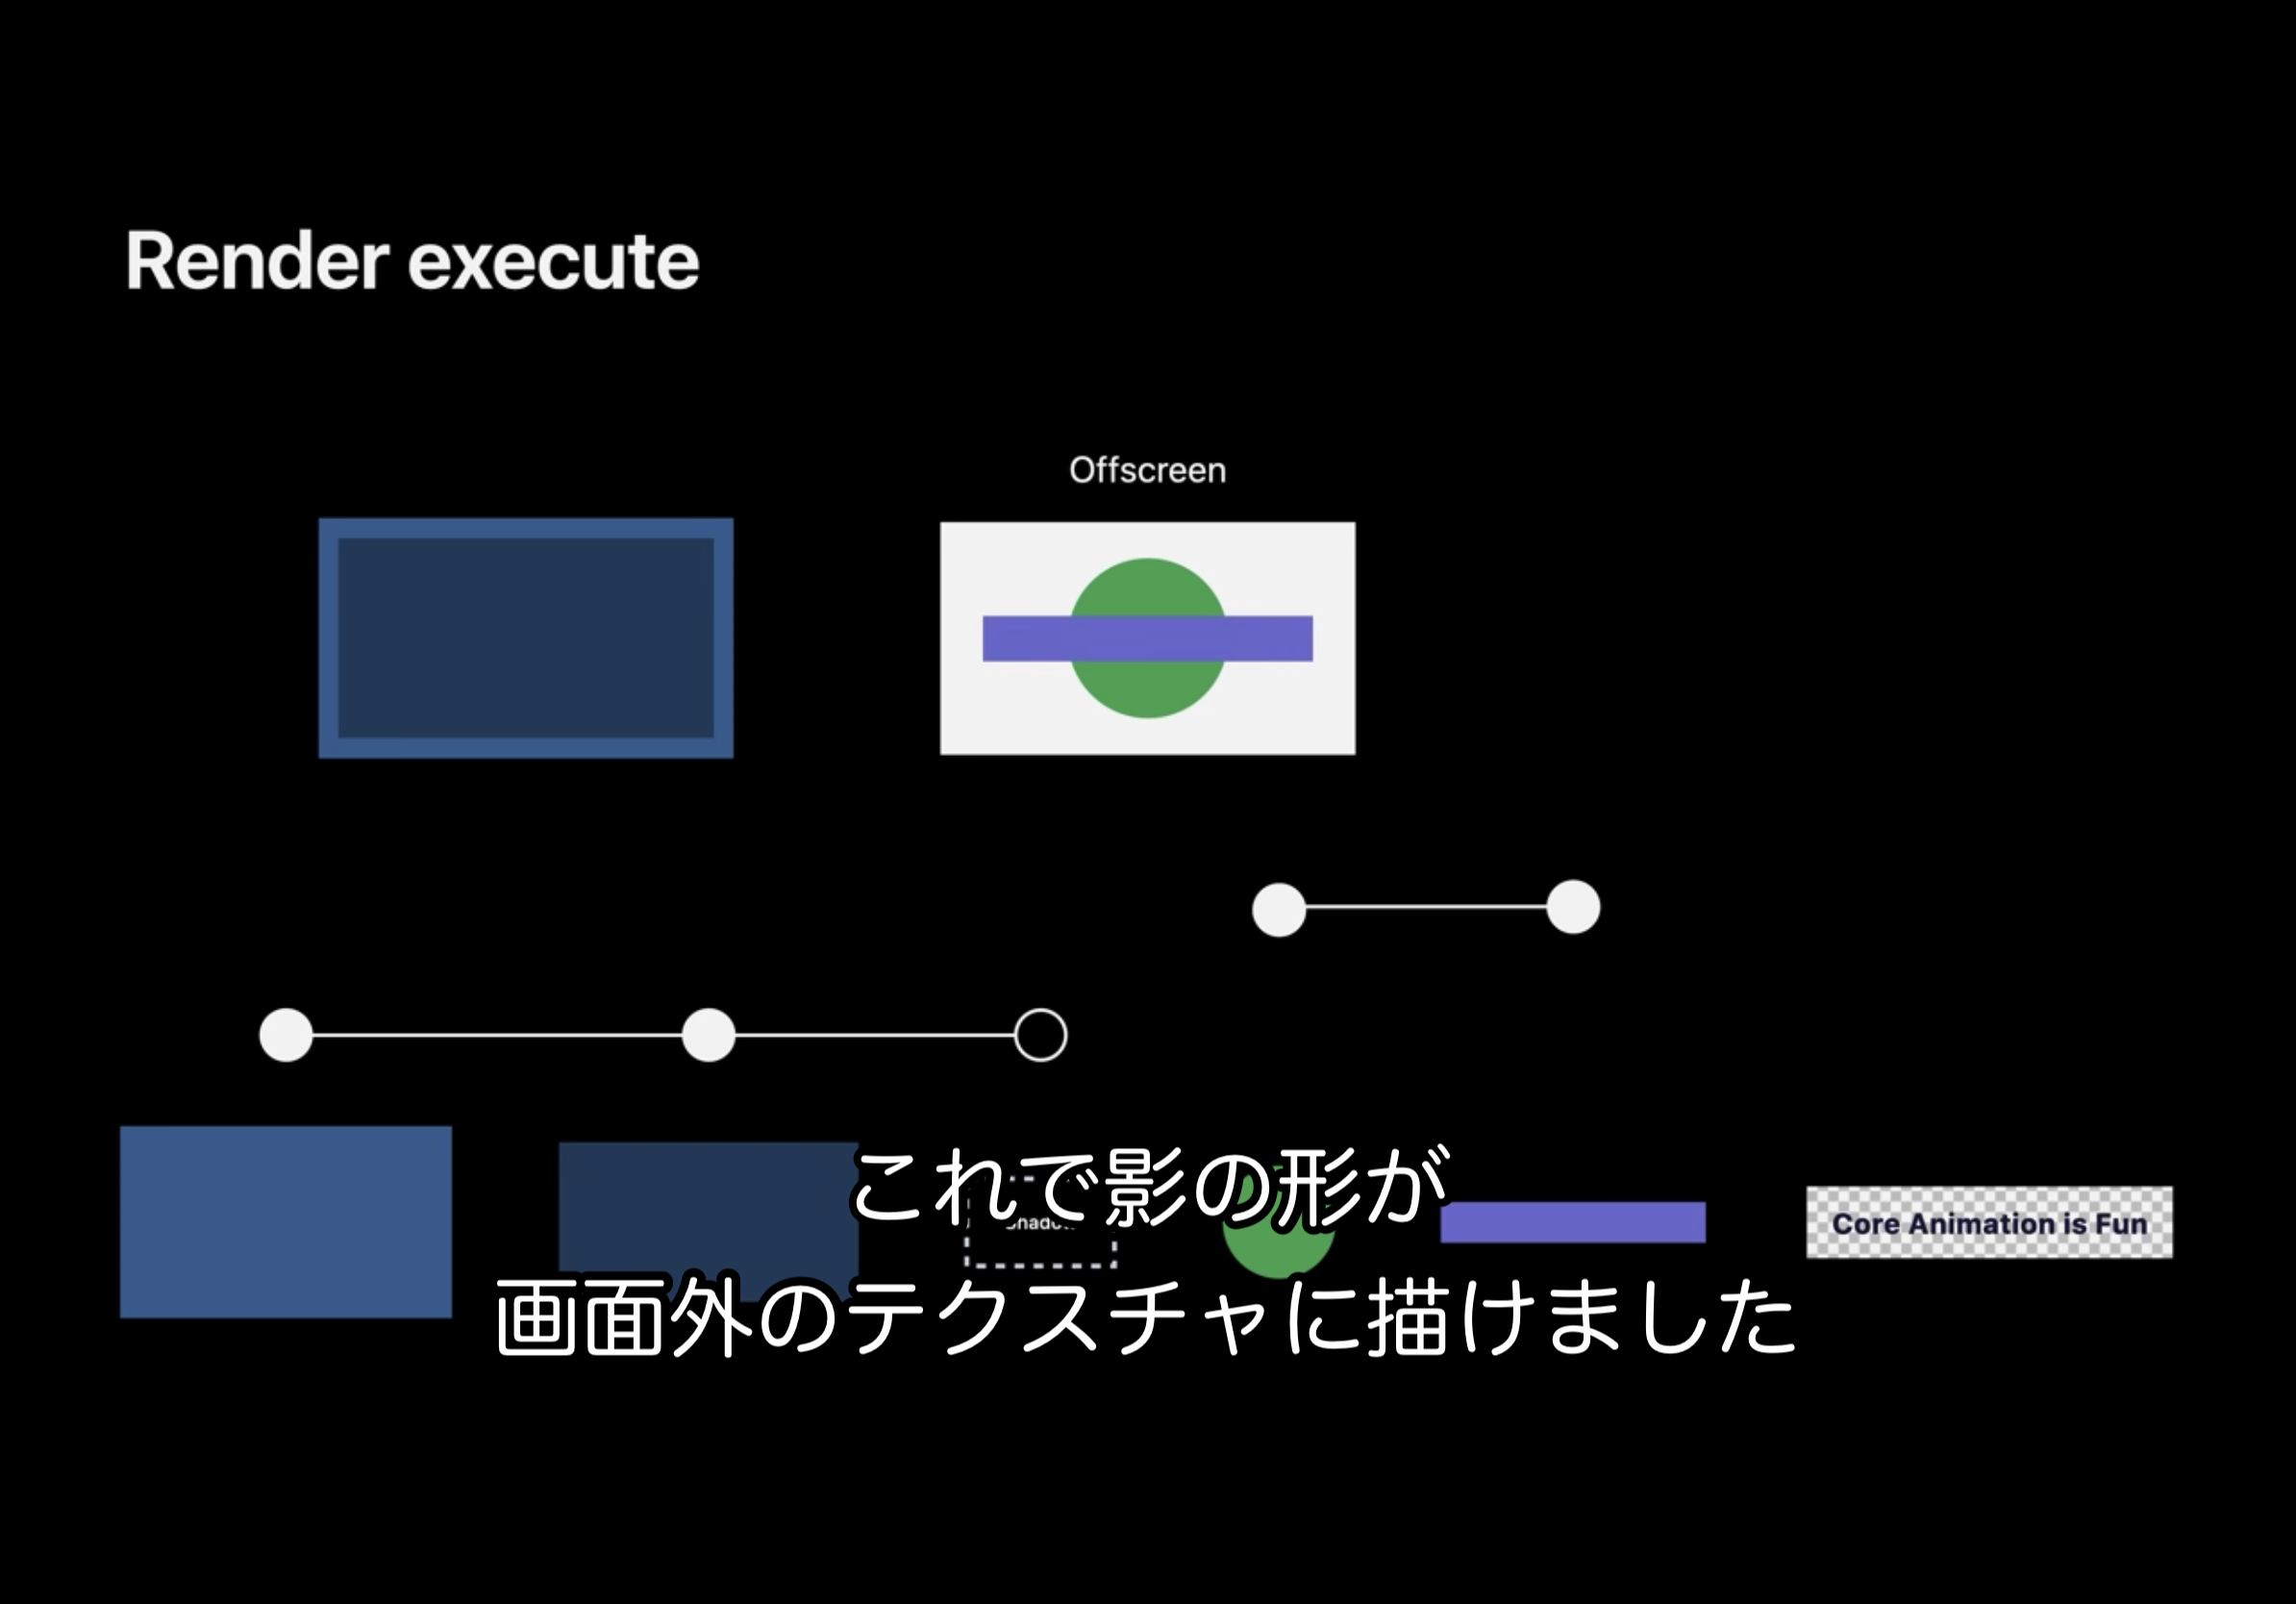 Render execute
Offscreen
これで影の形が
Core Animation is Fun
画面外のテクスチャに描けました